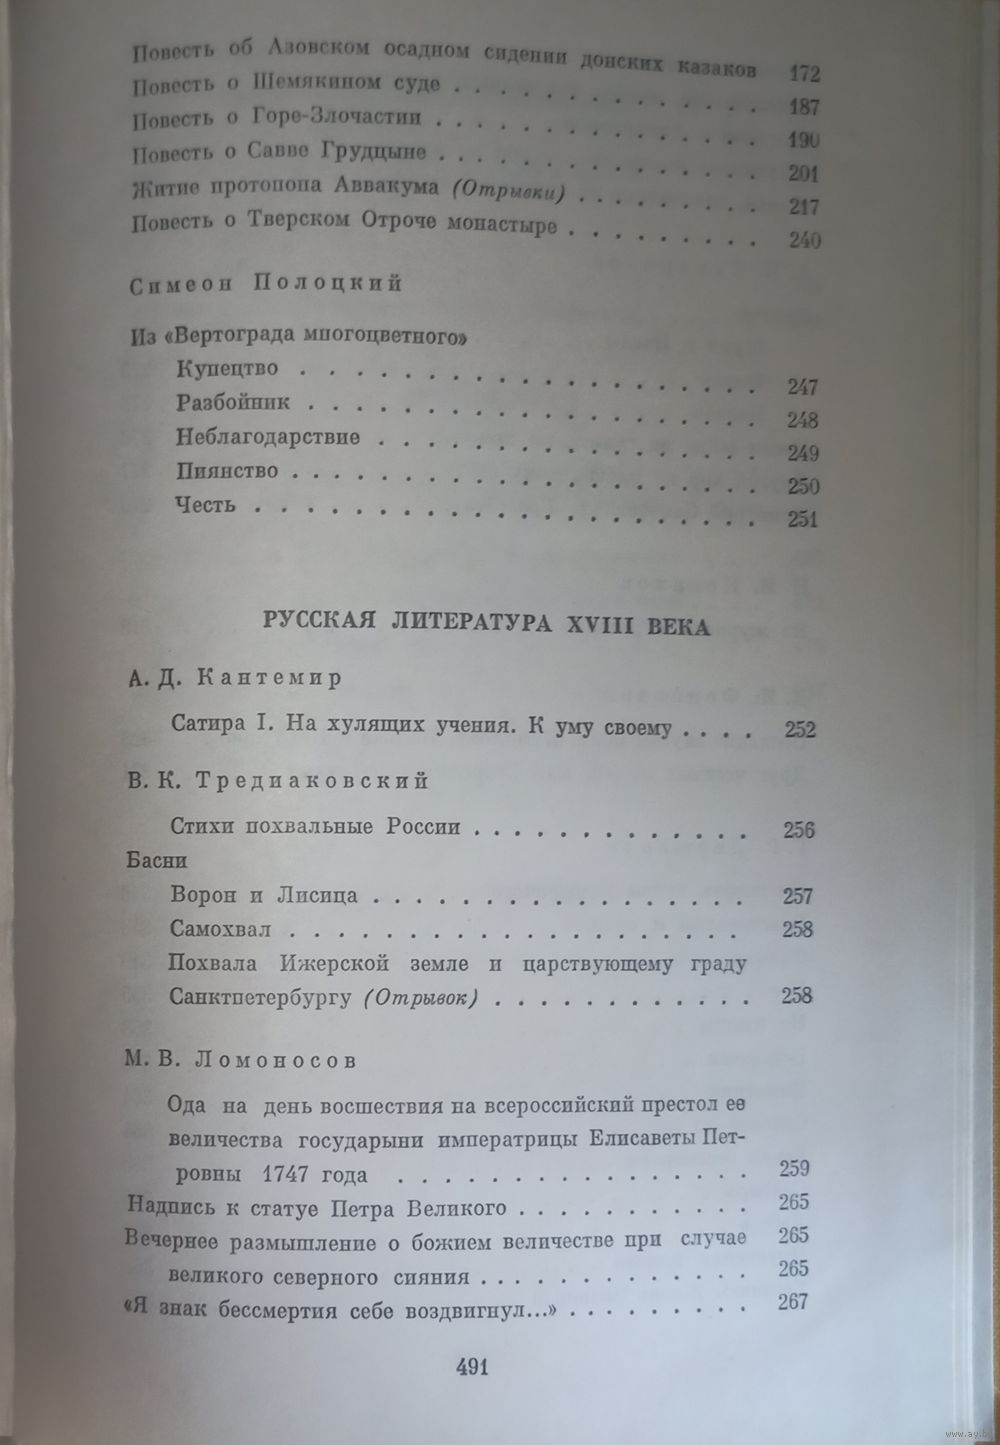 Повесть об Азовском осадном сидении донских казаков 172
Повесть о Шемякином суде . . . . . . . . . . . . . . 187
Повесть о Горе-Злочастии . . . . . . . . . . . . . . 190
Повесть о Савве Грудцыне . . . . . . . . . . . . . . 201
Житие протопопа Аввакума (Отрывки) . . . . . . . . . 217
Повесть о Тверском Отроче монастыре . . . . . . . . . 240
Симеон Полоцкий
Из «Вертограда многоцветного»
Купецтво . . . . . . . . . . . . . . . . . . . . . . 247
Разбойник . . . . . . . . . . . . . . . . . . . . . 248
Неблагодарствие . . . . . . . . . . . . . . . . . . 249
Пиянство . . . . . . . . . . . . . . . . . . . . . . 250
Честь . . . . . . . . . . . . . . . . . . . . . . . 251
РУССКАЯ ЛИТЕРАТУРА XVIII ВЕКА
А. Д. Кантемир
Сатира I. На хулящих учения. К уму своему . . . . 252
В. К. Тредиаковский
Стихи похвальные России . . . . . . . . . . . . . 256
Басни
Ворон и Лисица . . . . . . . . . . . . . . . . . 257
Самохвал . . . . . . . . . . . . . . . . . . . . 258
Похвала Ижерской земле и царствующему граду
Санктпетербургу (Отрывок) . . . . . . . . . . . . 258
М. В. Ломоносов
Ода на день восшествия на всероссийский престол ее
величества государыни императрицы Елисаветы Пет-
ровны 1747 года . . . . . . . . . . . . . . . . 259
Надпись к статуе Петра Великого . . . . . . . . . . . 265
Вечернее размышление о божием величестве при случае 265
великого северного сияния . . . . . . . . . . . . . 265
«Я знак бессмертия себе воздвигнул...» . . . . . . . . . 267
491